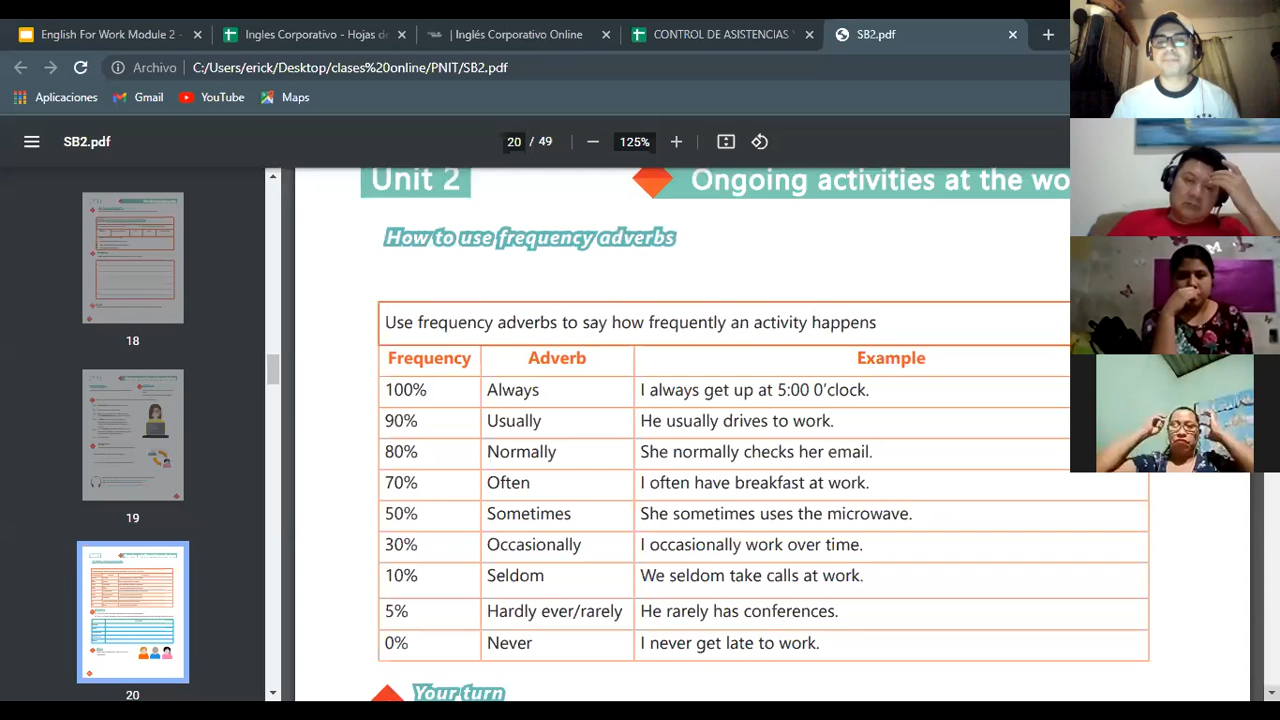 English For Work Module 2 -
Ingles Corporativo - Hojas de
| Inglés Corporativo Online
CONTROL DE ASISTENCIAS
SB2.pdf
Archivo
C:/Users/erick/Desktop/clases%20online/PNIT/SB2.pdf
Aplicaciones
Gmail
YouTube
Maps
SB2.pdf
20 / 49
125%
18
19
20
Unit 2
Ongoing activities at the wo
How to use frequency adverbs
Use frequency adverbs to say how frequently an activity happens
Frequency Adverb Example
100% Always I always get up at 5:00 0'clock.
90% Usually He usually drives to work.
80% Normally She normally checks her email.
70% Often I often have breakfast at work.
50% Sometimes She sometimes uses the microwave.
30% Occasionally I occasionally work over time.
10% Seldom We seldom take calls at work.
5% Hardly ever/rarely He rarely has conferences.
0% Never I never get late to work.
Your turn